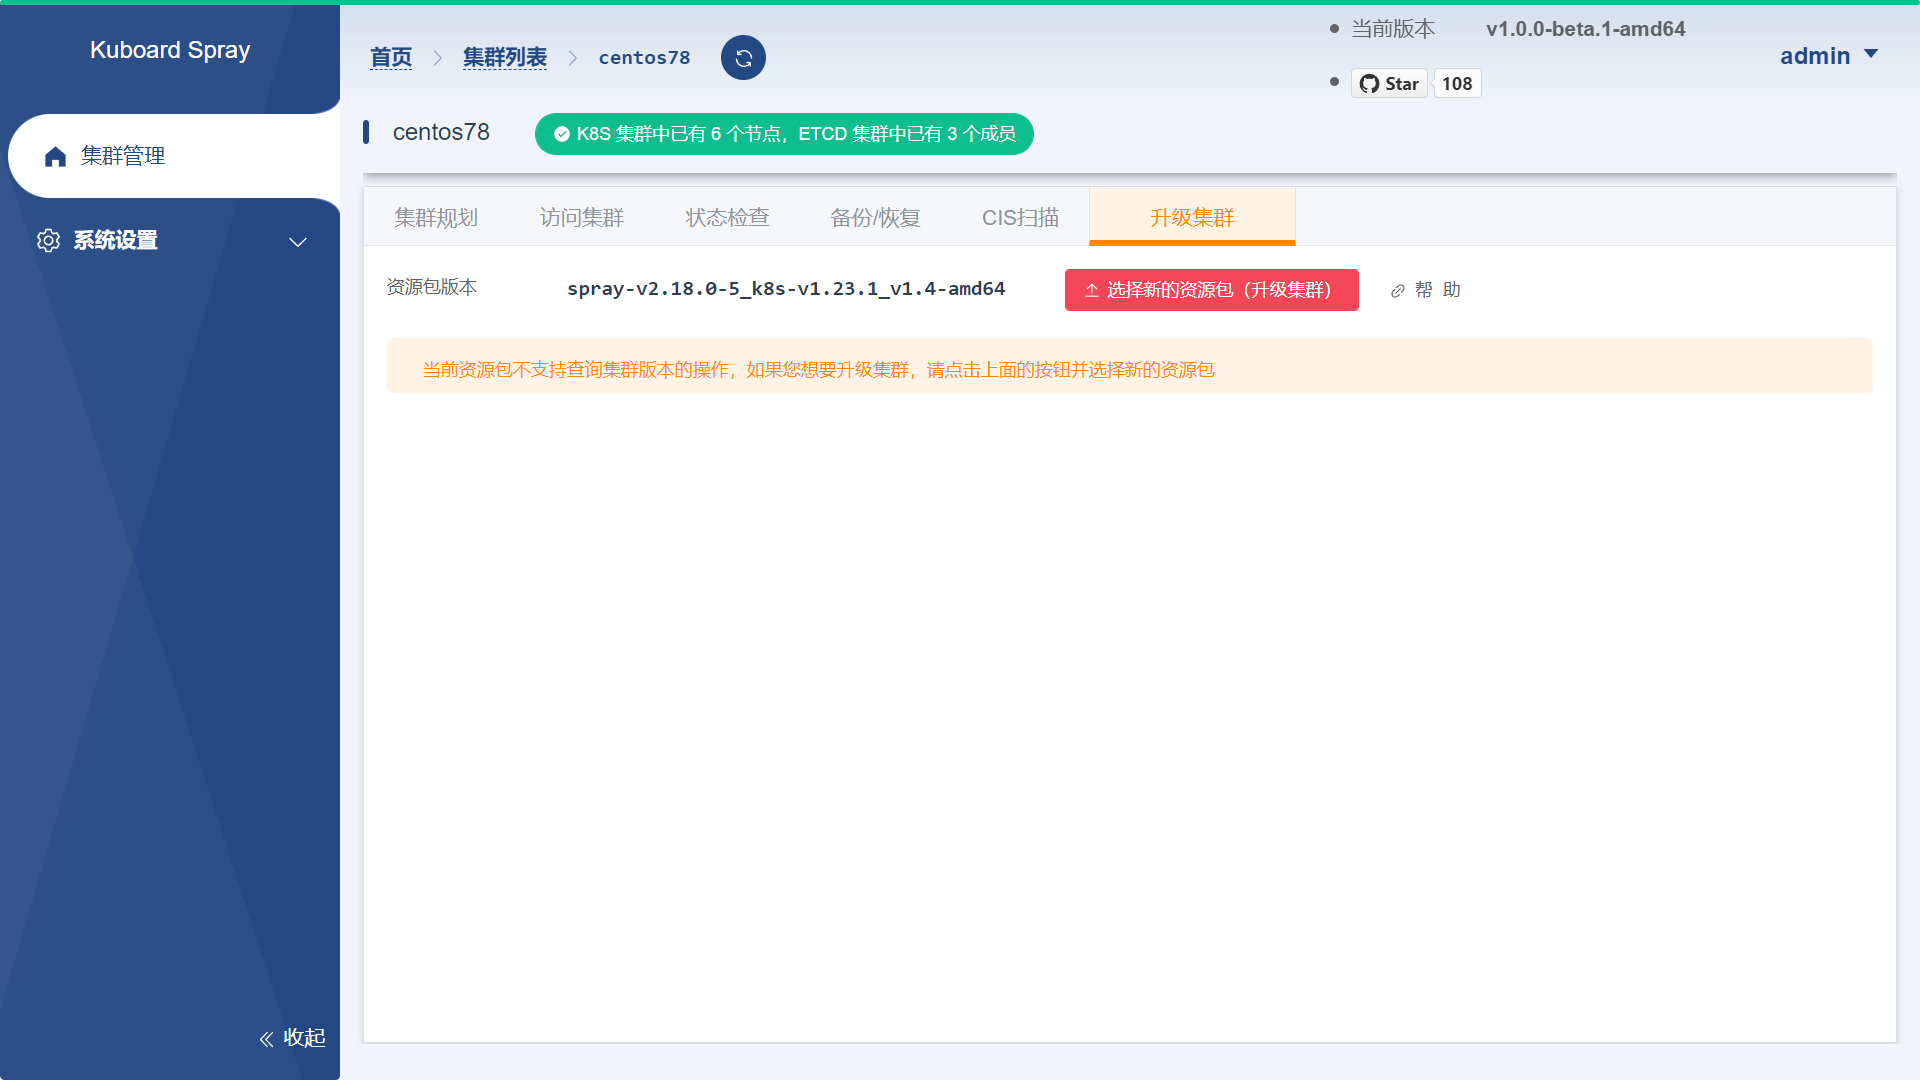 Kuboard Spray
集群管理
系统设置
收起
首页
集群列表
centos78
当前版本 v1.0.0-beta.1-amd64
Star 108
admin
centos78
K8S 集群中已有 6 个节点，ETCD 集群中已有 3 个成员
集群规划 访问集群 状态检查 备份/恢复 CIS扫描 升级集群
资源包版本 spray-v2.18.0-5_k8s-v1.23.1_v1.4-amd64 选择新的资源包（升级集群） 帮 助
当前资源包不支持查询集群版本的操作，如果您想要升级集群，请点击上面的按钮并选择新的资源包